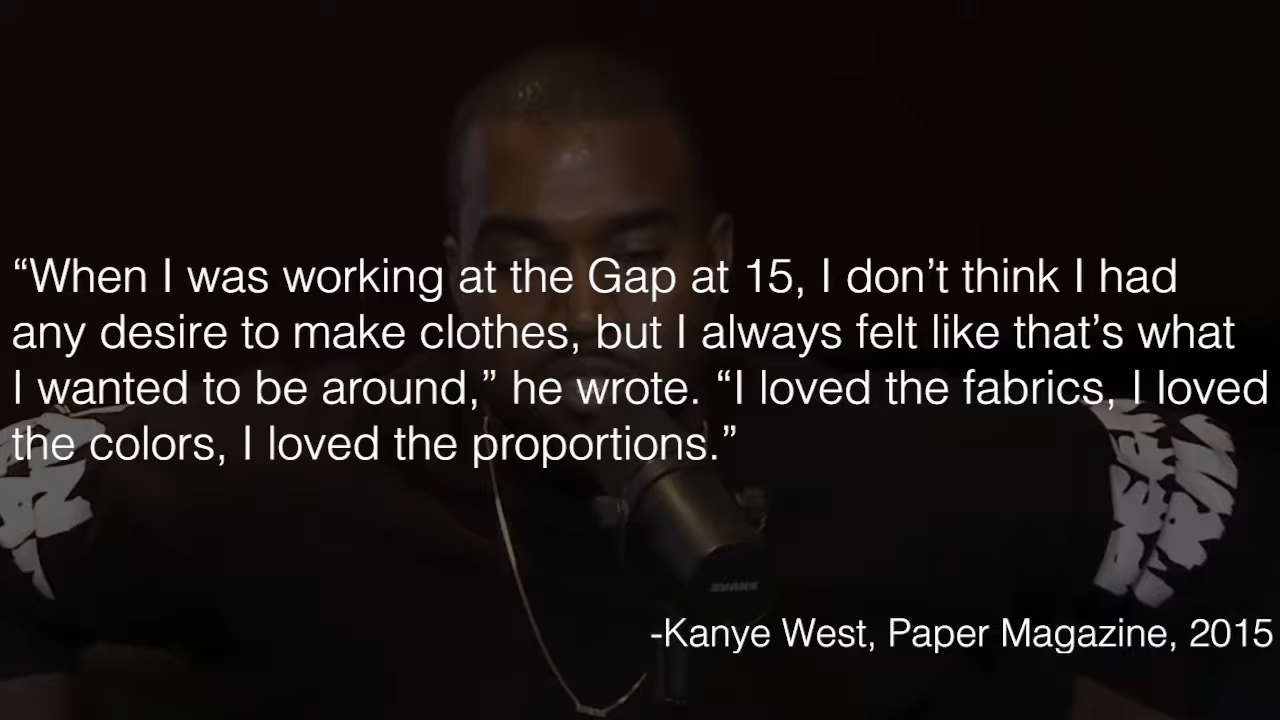 “When I was working at the Gap at 15, I don’t think I had
any desire to make clothes, but I always felt like that’s what
I wanted to be around,” he wrote. “I loved the fabrics, I loved
the colors, I loved the proportions.”
-Kanye West, Paper Magazine, 2015